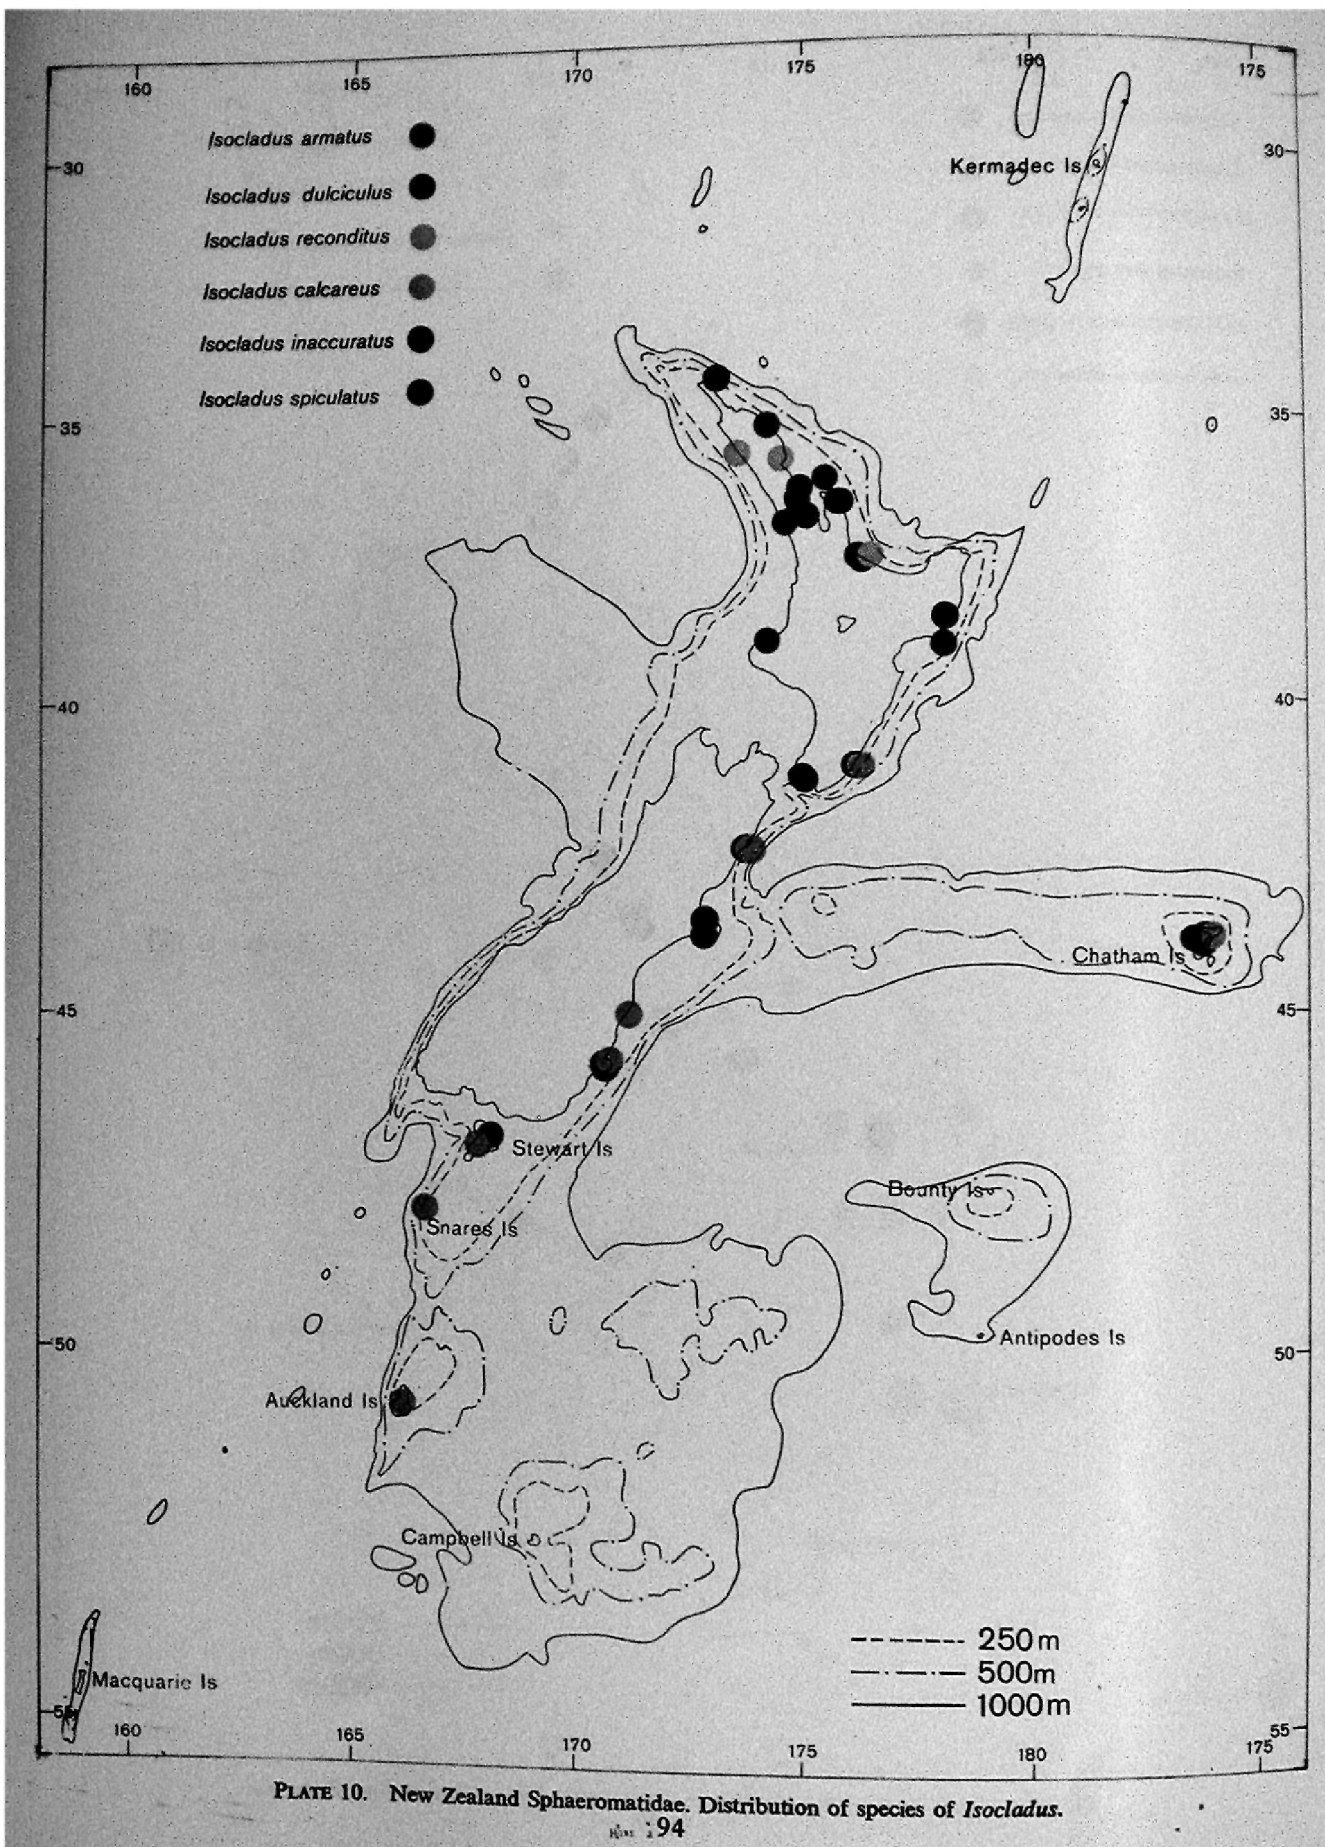 160 165 170 175 180 175
Isocladus armatus
Isocladus dulciculus
Isocladus reconditus
Isocladus calcareus
Isocladus inaccuratus
Isocladus spiculatus
30
Kermadec Is
30
35
35
40
40
Chatham Is
45
45
Stewart Is
Bounty Is
Snares Is
50
Antipodes Is
50
Auckland Is
Campbell Is
250m
500m
1000m
Macquarie Is
55
55
160 165 170 175 180 175
PLATE 10. New Zealand Sphaeromatidae. Distribution of species of Isocladus.
94